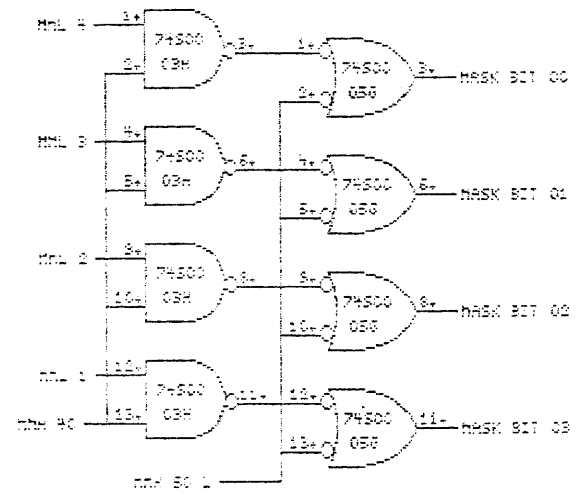 MML 4 1+ 74S00 03H 3+ 1+ 74S00 05G 3+ MASK BIT 00
2+ 2+
MML 3 4+ 74S00 03H 6+ 4+ 74S00 05G 6+ MASK BIT 01
5+ 5+
MML 2 9+ 74S00 03H 8+ 9+ 74S00 05G 8+ MASK BIT 02
10+ 10+
MML 1 12+ 74S00 03H 11+ 12+ 74S00 05G 11+ MASK BIT 03
13+ 13+